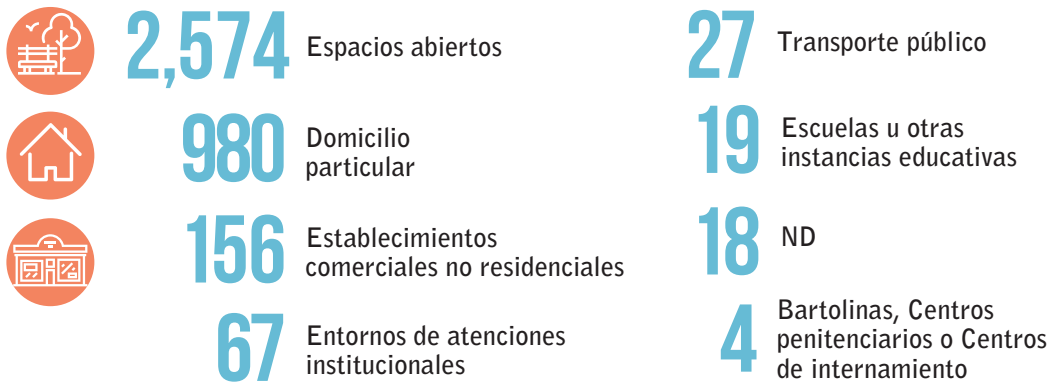 2,574 Espacios abiertos
980 Domicilio
particular
156 Establecimientos
comerciales no residenciales
67 Entornos de atenciones
institucionales
27 Transporte público
19 Escuelas u otras
instancias educativas
18 ND
4 Bartolinas, Centros
penitenciarios o Centros
de internamiento